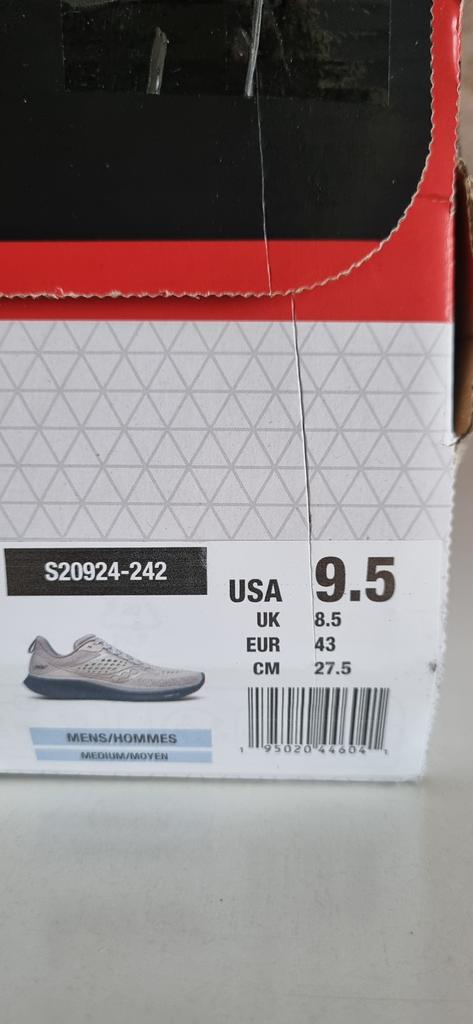 S20924-242
USA 9.5
UK 8.5
EUR 43
CM 27.5
MENS/HOMMES
MEDIUM/MOYEN
1 95020 44604 1